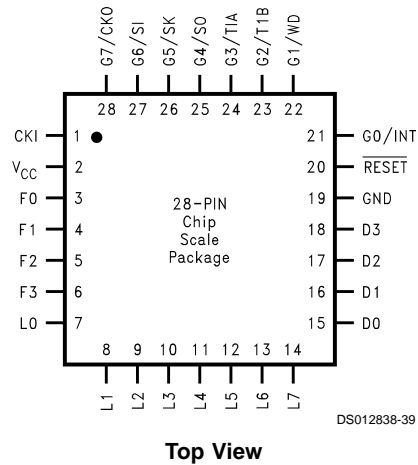 G7/CKO
G6/SI
G5/SK
G4/SO
G3/TIA
G2/T1B
G1/WD
28 27 26 25 24 23 22
CKI 1
VCC 2
F0 3
F1 4
F2 5
F3 6
L0 7
28-PIN
Chip
Scale
Package
21 G0/INT
20 RESET
19 GND
18 D3
17 D2
16 D1
15 D0
8 9 10 11 12 13 14
L1
L2
L3
L4
L5
L6
L7
DS012838-39
Top View